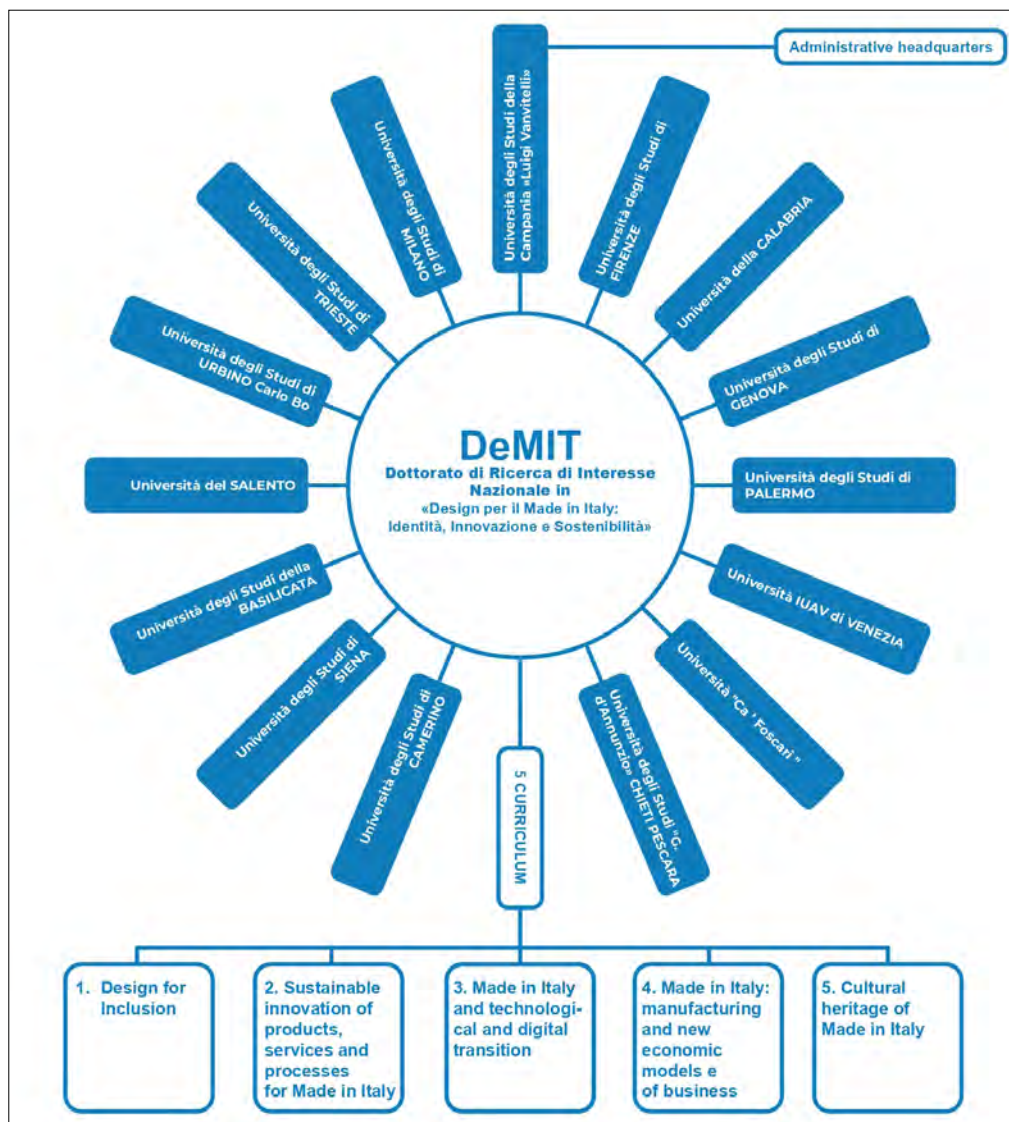 Administrative headquarters
Università degli Studi della
Campania «Luigi Vanvitelli»
Università degli Studi di
FIRENZE
Università della CALABRIA
Università degli Studi di
GENOVA
Università degli Studi di
PALERMO
Università IUAV di VENEZIA
Università "Ca ' Foscari "
Università degli Studi "G.
d'Annunzio» CHIETI PESCARA
Università degli Studi di
CAMERINO
Università degli Studi di
SIENA
Università degli Studi della
BASILICATA
Università del SALENTO
Università degli Studi di
URBINO Carlo Bo
Università degli Studi di
TRIESTE
Università degli Studi di
MILANO
DeMIT
Dottorato di Ricerca di Interesse
Nazionale in
«Design per il Made in Italy:
Identità, Innovazione e Sostenibilità»
5 CURRICULUM
1. Design for
Inclusion
2. Sustainable
innovation of
products,
services and
processes
for Made in Italy
3. Made in Italy
and technologi-
cal and digital
transition
4. Made in Italy:
manufacturing
and new
economic
models e
of business
5. Cultural
heritage of
Made in Italy